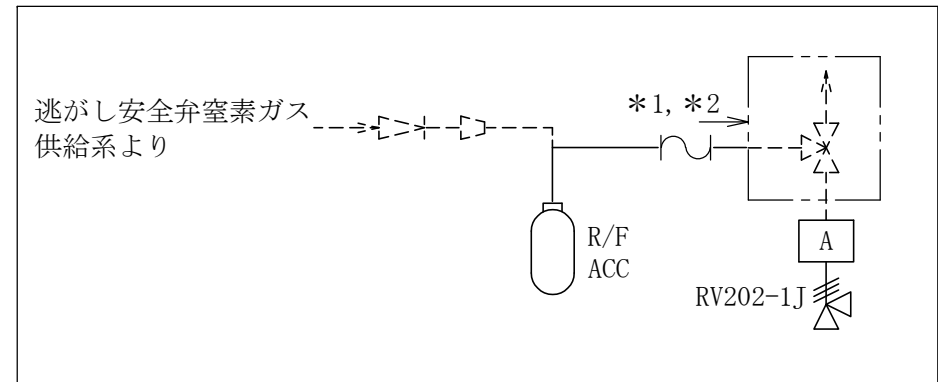 逃がし安全弁窒素ガス
供給系より
*1, *2
R/F
ACC
A
RV202-1J